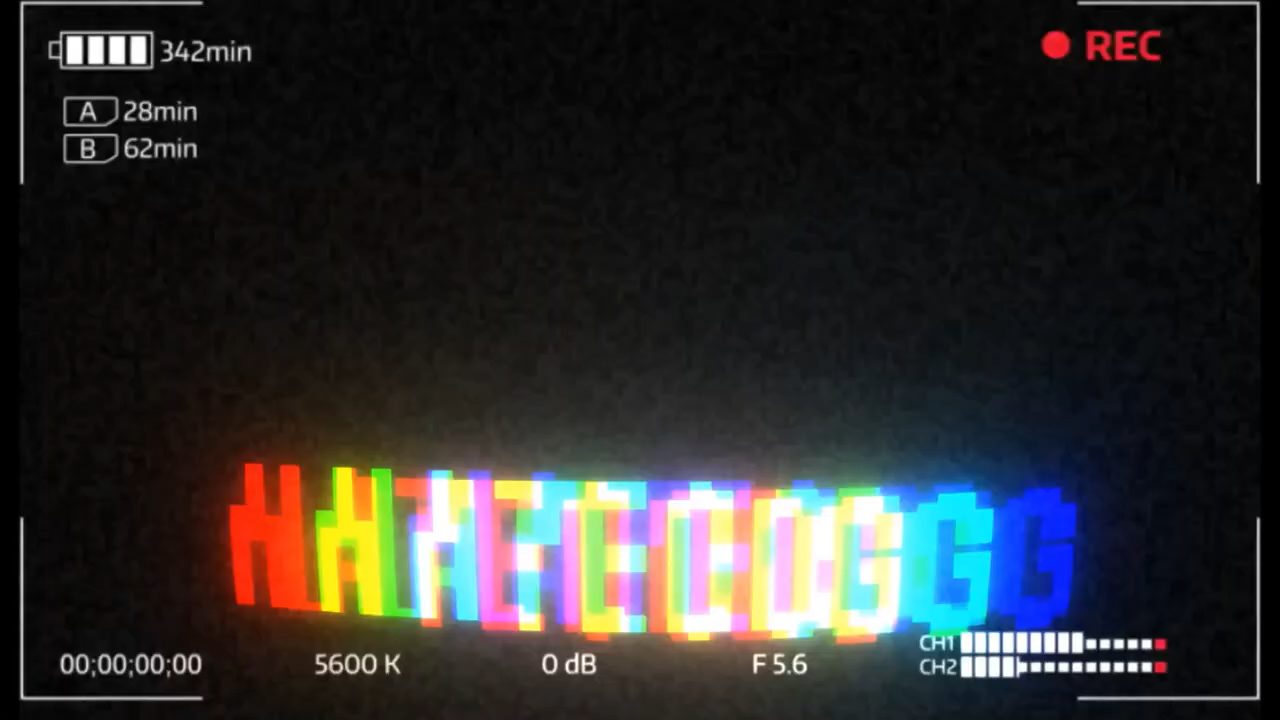 342min
REC
A 28min
B 62min
00;00;00;00 5600 K 0 dB F 5.6
CH1
CH2